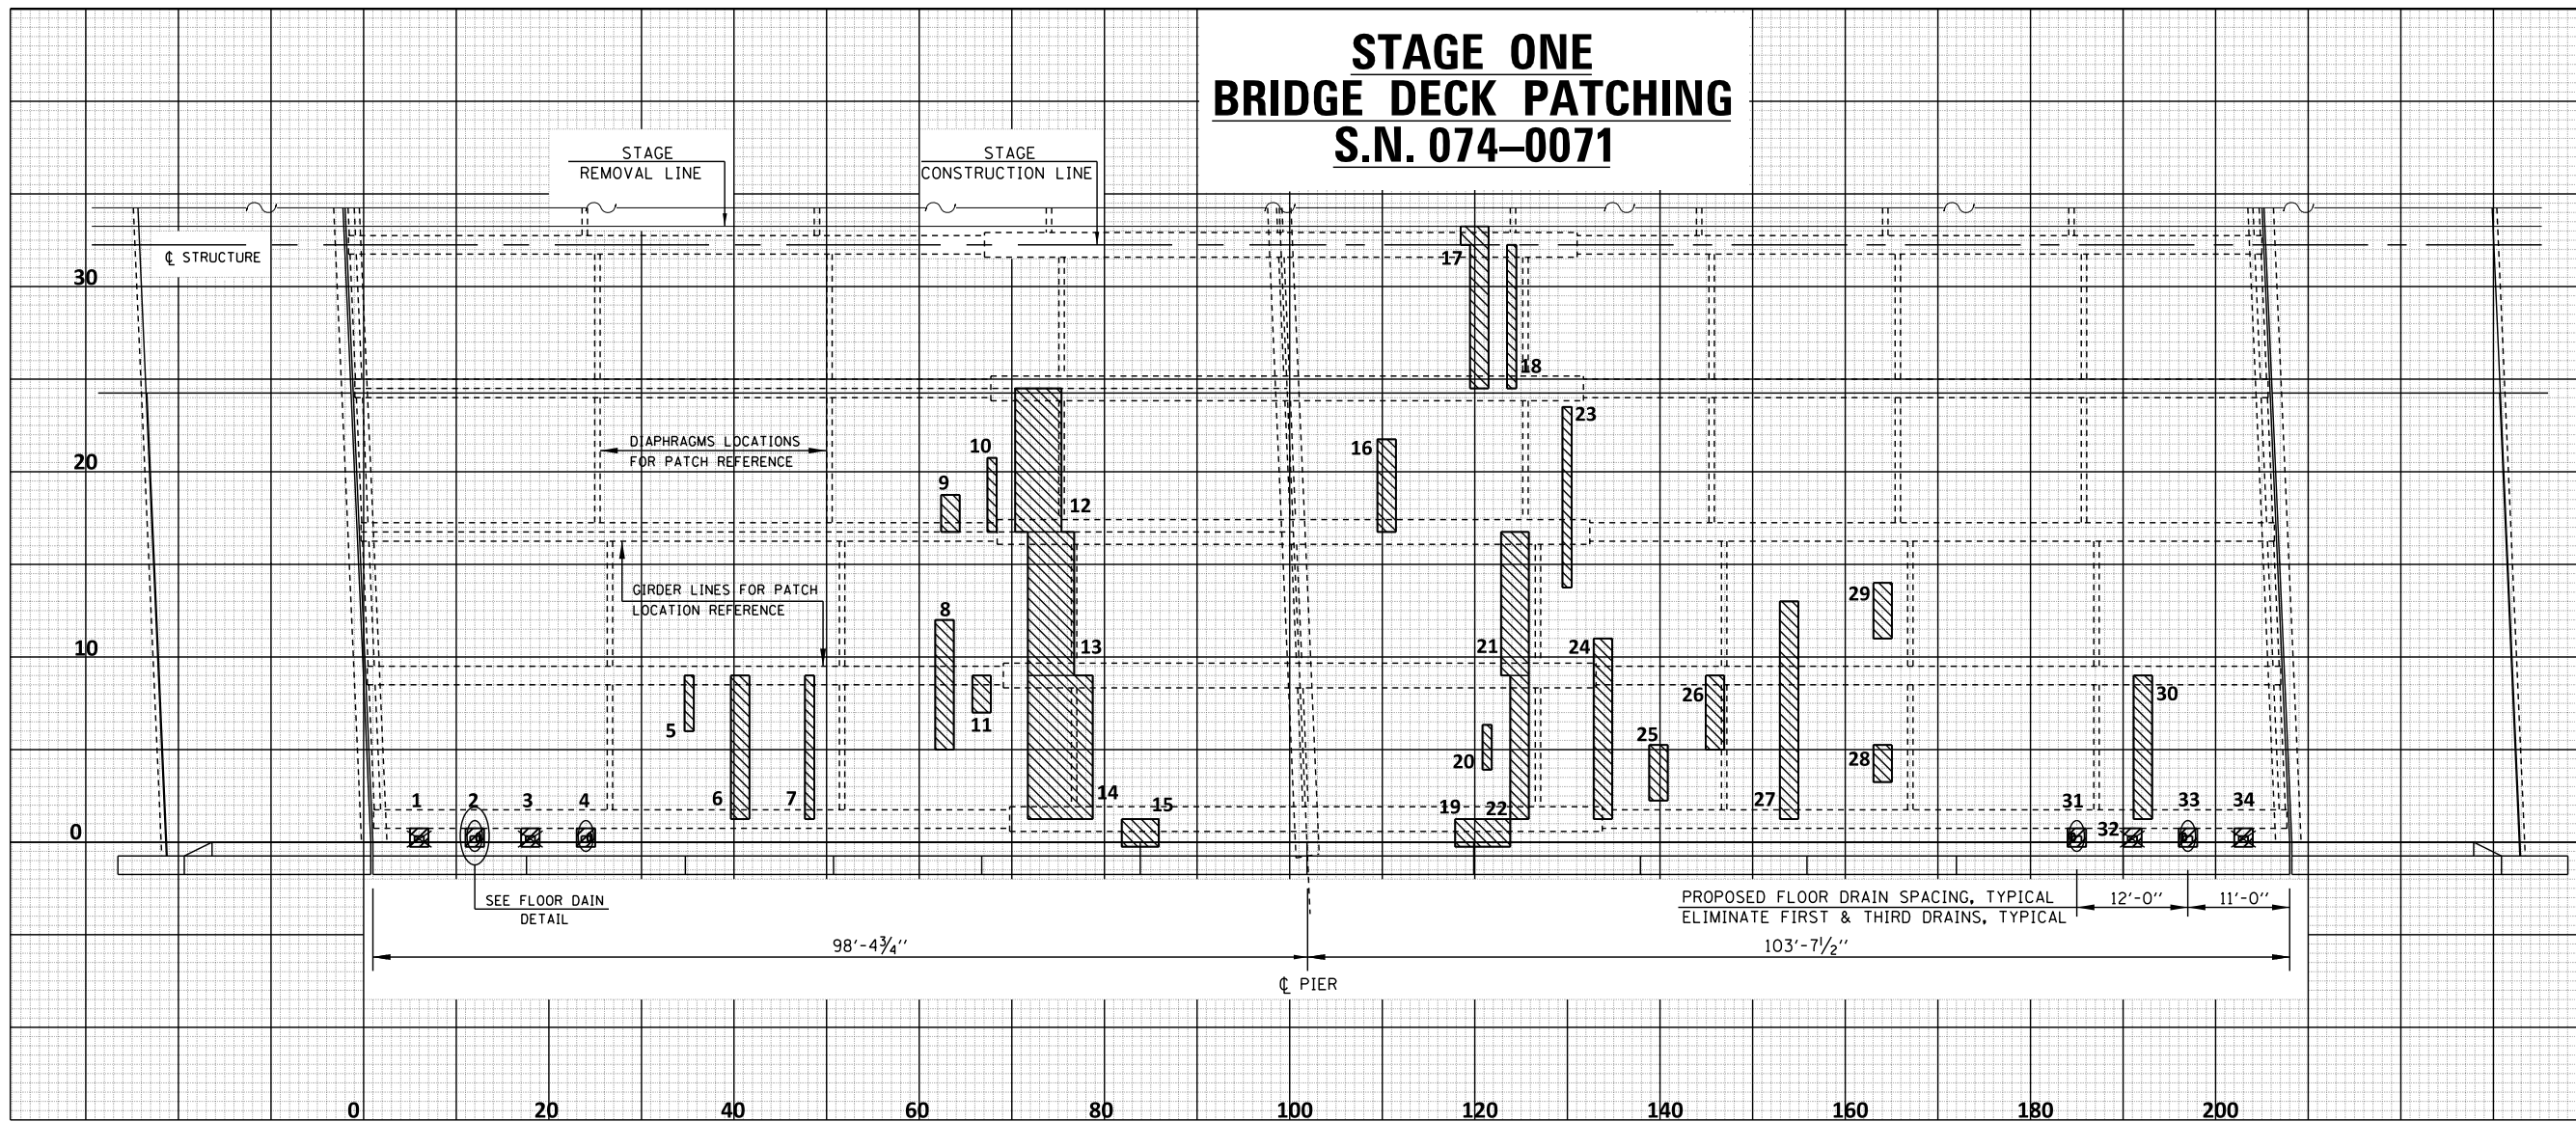 STAGE ONE
BRIDGE DECK PATCHING
S.N. 074–0071
STAGE
REMOVAL LINE
STAGE
CONSTRUCTION LINE
℄ STRUCTURE
17
30
18
23
DIAPHRAGMS LOCATIONS
FOR PATCH REFERENCE
10
16
20
9
12
GIRDER LINES FOR PATCH
LOCATION REFERENCE
29
8
10
13
21
24
30
26
11
5
25
20
28
1
2
3
4
6
7
14
15
19
22
27
31
32
33
34
0
SEE FLOOR DAIN
DETAIL
PROPOSED FLOOR DRAIN SPACING, TYPICAL
ELIMINATE FIRST & THIRD DRAINS, TYPICAL
12'-0"
11'-0"
98'-4¾"
103'-7½"
℄ PIER
0 20 40 60 80 100 120 140 160 180 200